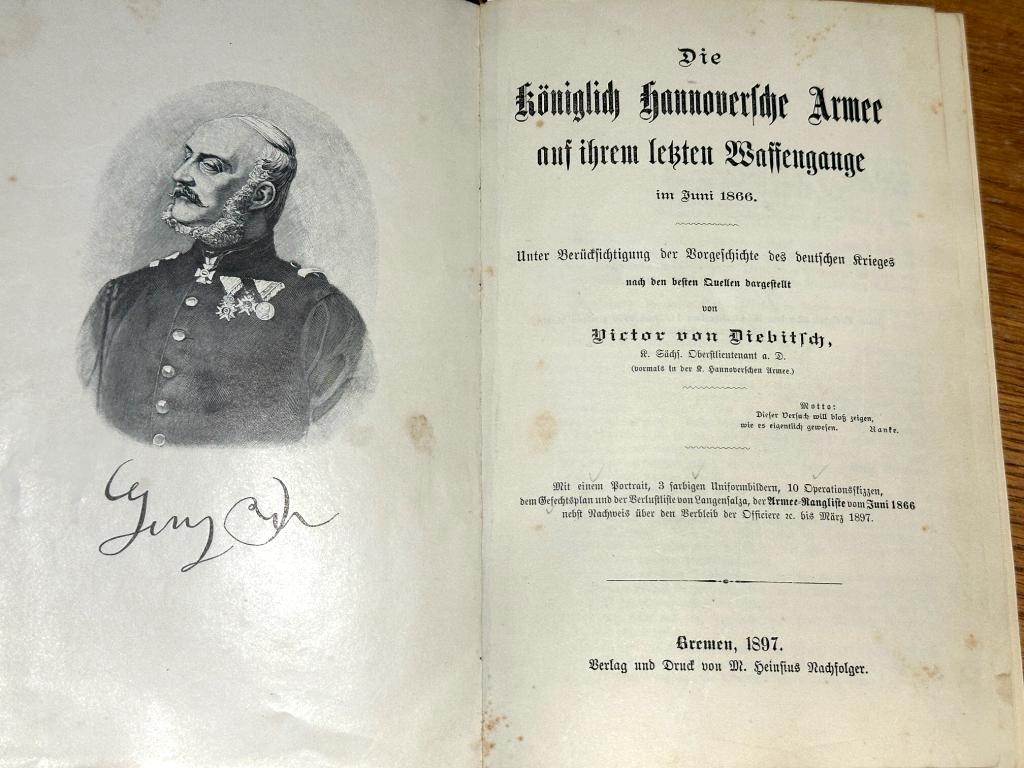 Die
Königlich Hannoversche Armee
auf ihrem letzten Waffengange
im Juni 1866.
Unter Berücksichtigung der Vorgeschichte des deutschen Krieges
nach den besten Quellen dargestellt
von
Victor von Diebitsch,
K. Sächs. Oberstlieutenant a. D.
(vormals in der K. Hannoverschen Armee.)
Motto:
Dieser Versuch will bloß zeigen,
wie es eigentlich gewesen. Ranke.
Mit einem Portrait, 3 farbigen Uniformbildern, 10 Operationsskizzen,
dem Gefechtsplan und der Verlustliste von Langensalza, der Armee-Rangliste vom Juni 1866
nebst Nachweis über den Verbleib der Officiere ꝛc. bis März 1897.
Bremen, 1897.
Verlag und Druck von M. Heinsius Nachfolger.